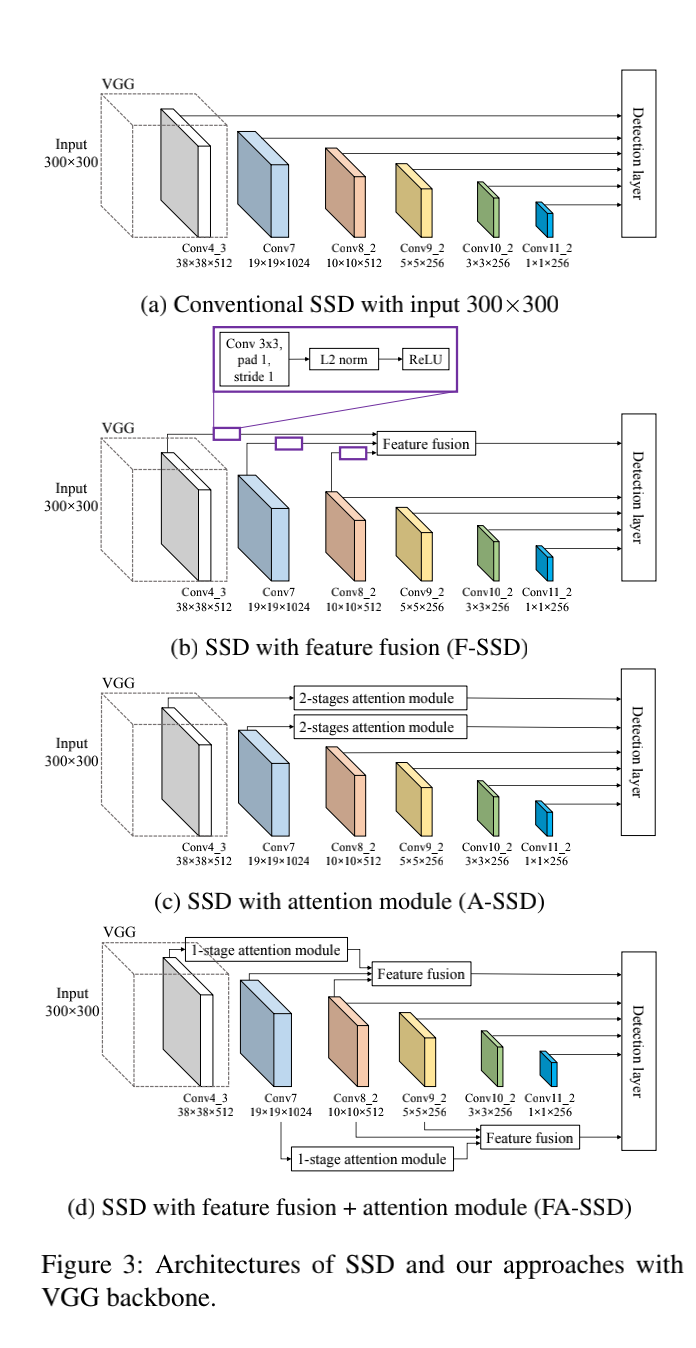 VGG
Input
300×300
Detection layer
Conv4_3 Conv7 Conv8_2 Conv9_2 Conv10_2 Conv11_2
38×38×512 19×19×1024 10×10×512 5×5×256 3×3×256 1×1×256
(a) Conventional SSD with input 300×300
Conv 3x3,
pad 1,
stride 1
L2 norm
ReLU
VGG
Feature fusion
Input
300×300
Detection layer
Conv4_3 Conv7 Conv8_2 Conv9_2 Conv10_2 Conv11_2
38×38×512 19×19×1024 10×10×512 5×5×256 3×3×256 1×1×256
(b) SSD with feature fusion (F-SSD)
VGG
2-stages attention module
2-stages attention module
Input
300×300
Detection layer
Conv4_3 Conv7 Conv8_2 Conv9_2 Conv10_2 Conv11_2
38×38×512 19×19×1024 10×10×512 5×5×256 3×3×256 1×1×256
(c) SSD with attention module (A-SSD)
VGG
1-stage attention module
Feature fusion
Input
300×300
Detection layer
Conv4_3 Conv7 Conv8_2 Conv9_2 Conv10_2 Conv11_2
38×38×512 19×19×1024 10×10×512 5×5×256 3×3×256 1×1×256
Feature fusion
1-stage attention module
(d) SSD with feature fusion + attention module (FA-SSD)
Figure 3: Architectures of SSD and our approaches with
VGG backbone.